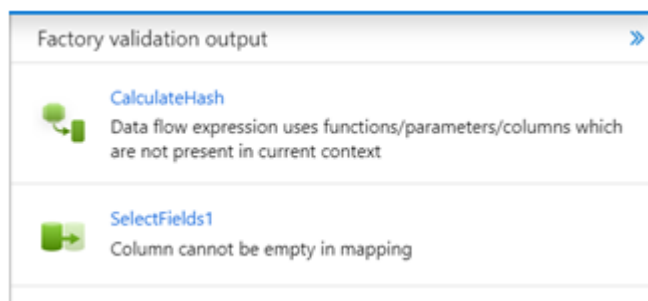 Factory validation output
CalculateHash
Data flow expression uses functions/parameters/columns which
are not present in current context
SelectFields1
Column cannot be empty in mapping